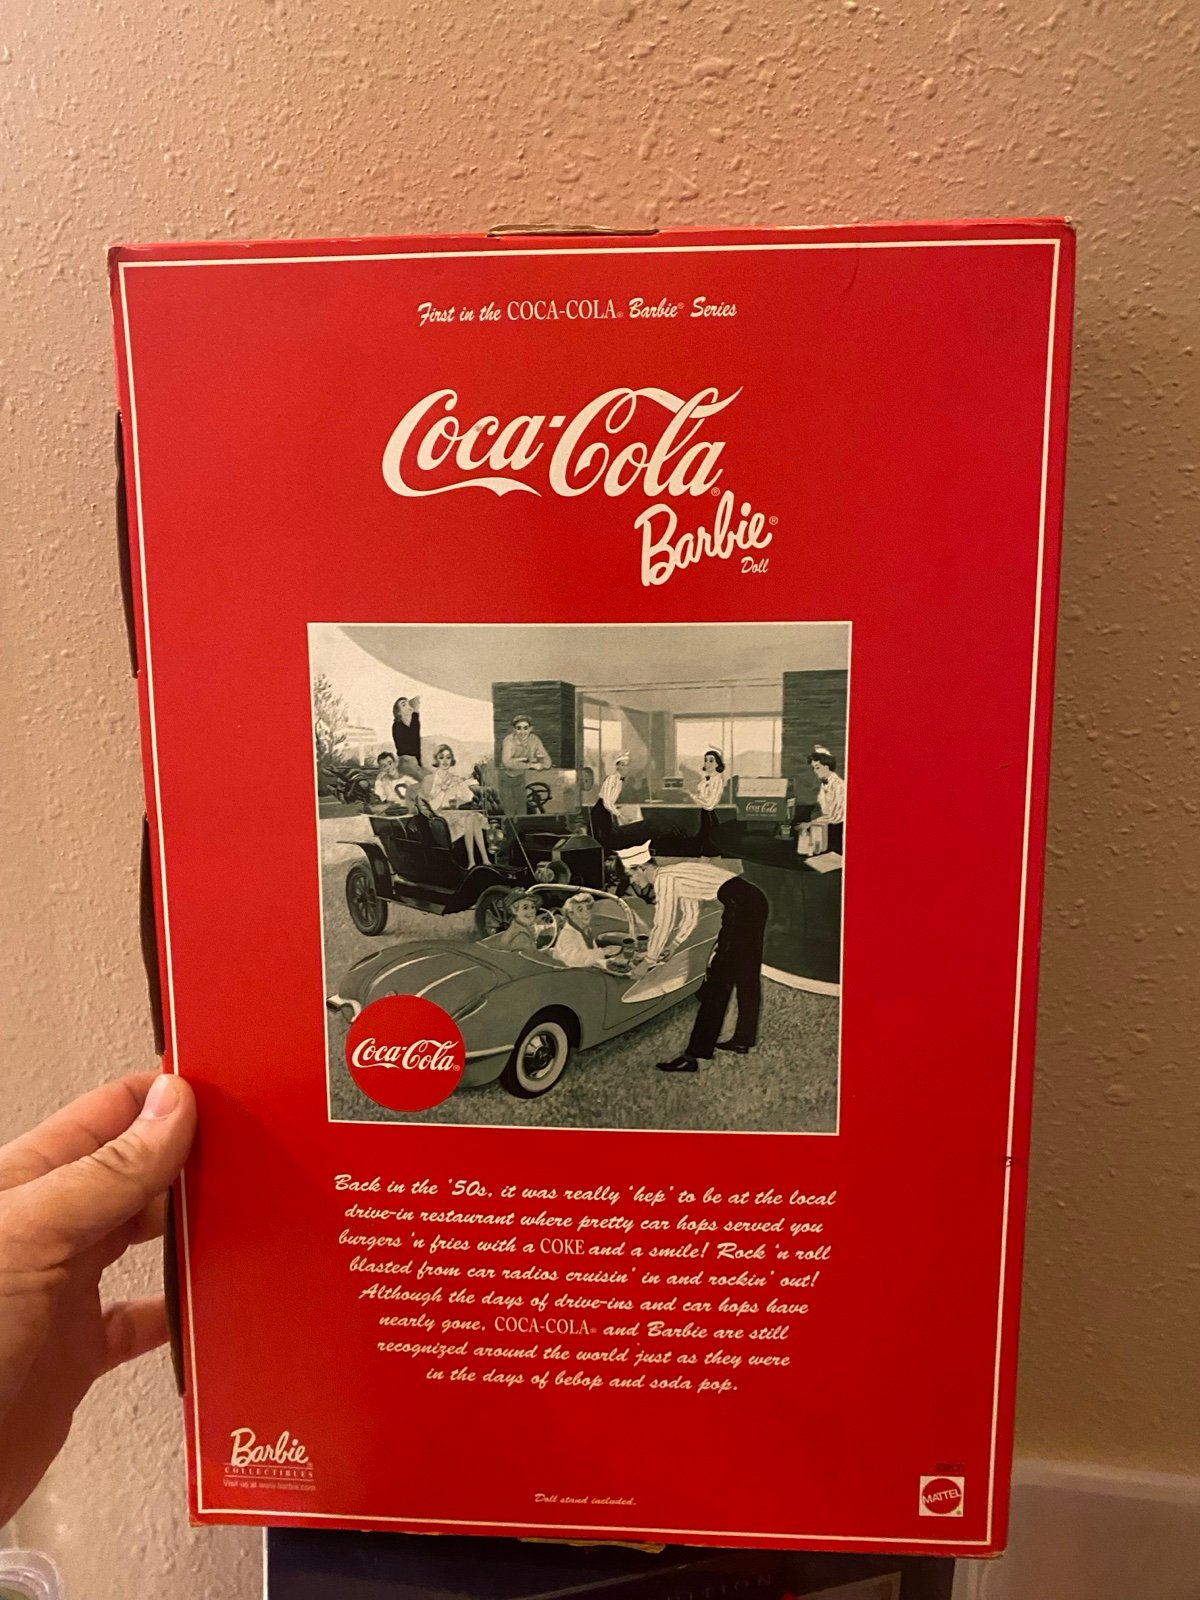 First in the COCA-COLA® Barbie® Series
Coca-Cola®
Barbie®
Doll
Coca-Cola
Coca-Cola®
Back in the '50s, it was really 'hep' to be at the local
drive-in restaurant where pretty car hops served you
burgers 'n fries with a COKE and a smile! Rock 'n roll
blasted from car radios cruisin' in and rockin' out!
Although the days of drive-ins and car hops have
nearly gone, COCA-COLA® and Barbie are still
recognized around the world just as they were
in the days of bebop and soda pop.
Barbie®
COLLECTIBLES
Visit us at www.barbie.com
Doll stand included.
MATTEL®